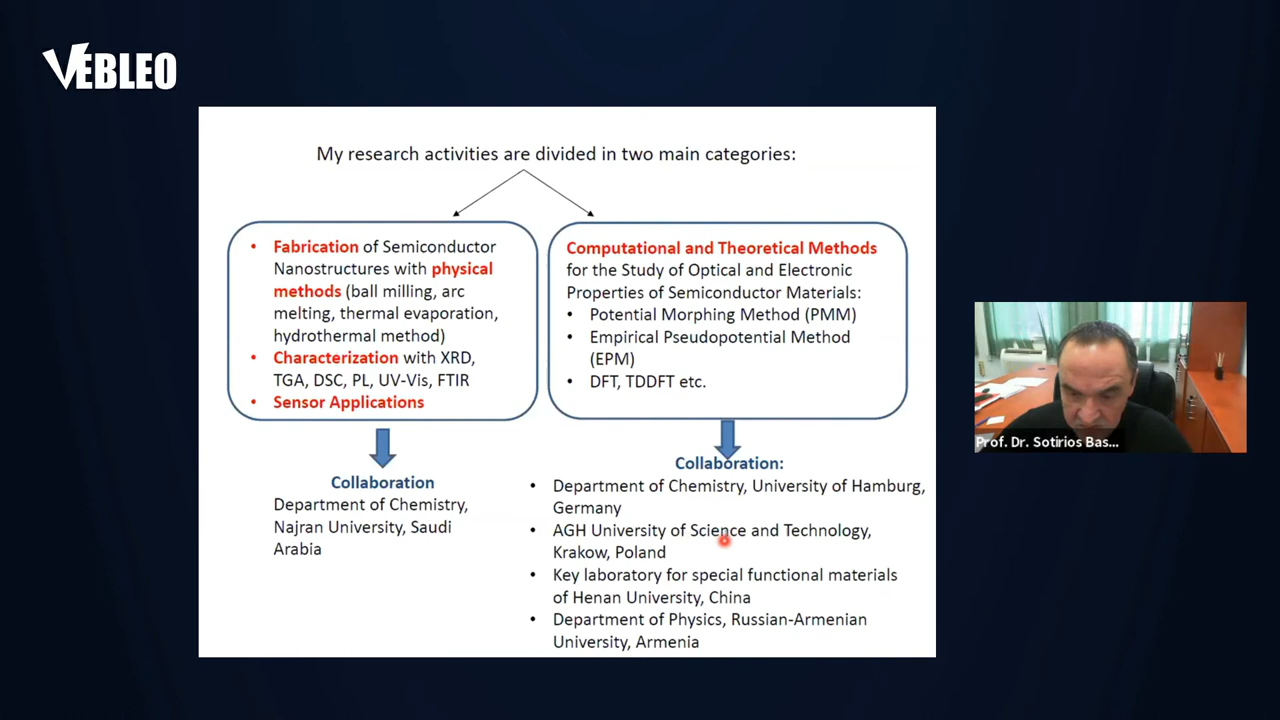 VEBLEO
My research activities are divided in two main categories:
• Fabrication of Semiconductor
Nanostructures with physical
methods (ball milling, arc
melting, thermal evaporation,
hydrothermal method)
• Characterization with XRD,
TGA, DSC, PL, UV-Vis, FTIR
• Sensor Applications
Collaboration
Department of Chemistry,
Najran University, Saudi
Arabia
Computational and Theoretical Methods
for the Study of Optical and Electronic
Properties of Semiconductor Materials:
• Potential Morphing Method (PMM)
• Empirical Pseudopotential Method
(EPM)
• DFT, TDDFT etc.
Collaboration:
• Department of Chemistry, University of Hamburg,
Germany
• AGH University of Science and Technology,
Krakow, Poland
• Key laboratory for special functional materials
of Henan University, China
• Department of Physics, Russian-Armenian
University, Armenia
Prof. Dr. Sotirios Bas...